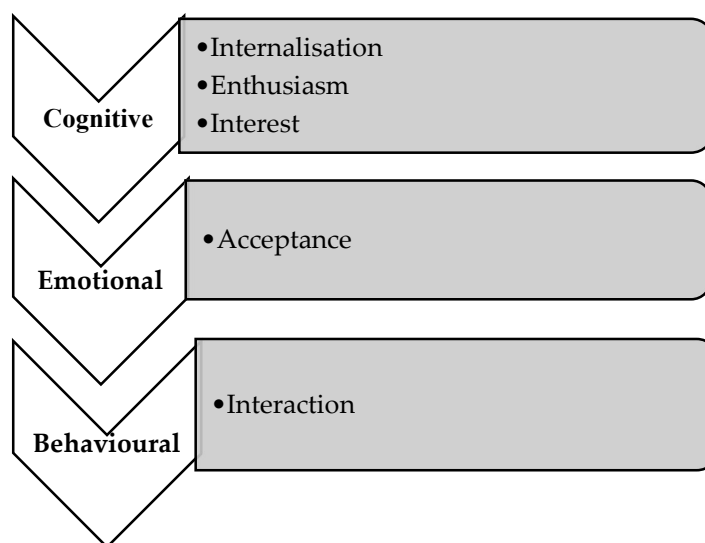 Cognitive
•Internalisation
•Enthusiasm
•Interest
Emotional
•Acceptance
Behavioural
•Interaction